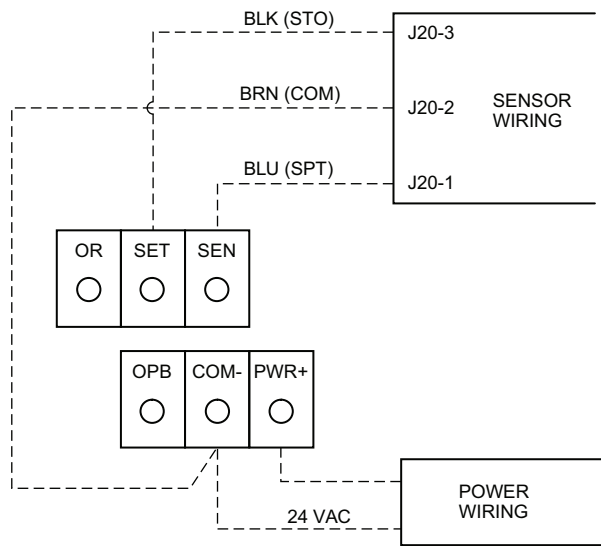 BLK (STO)
J20-3
BRN (COM)
J20-2
SENSOR
WIRING
BLU (SPT)
J20-1
OR
SET
SEN
OPB
COM-
PWR+
24 VAC
POWER
WIRING